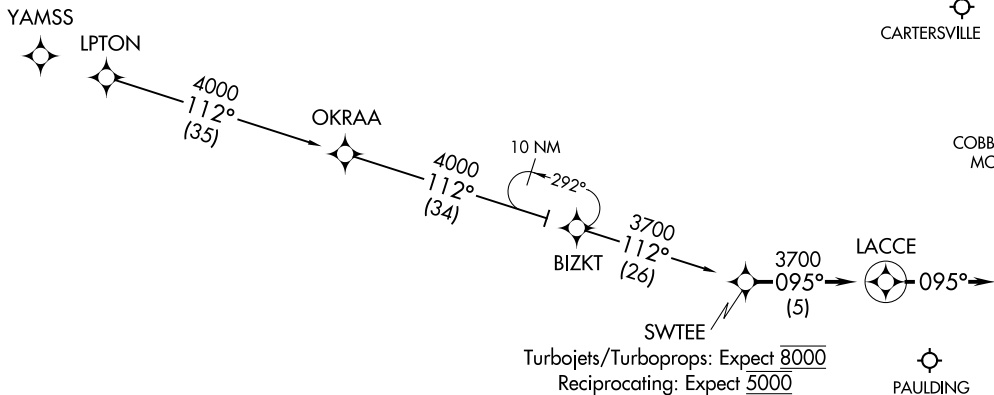 YAMSS
LPTON
4000
112°
(35)
OKRAA
4000
112°
(34)
10 NM
292°
BIZKT
3700
112°
(26)
SWTEE
Turbojets/Turboprops: Expect 8000
Reciprocating: Expect 5000
3700
095°
(5)
LACCE
095°
CARTERSVILLE
COBB
MC
PAULDING